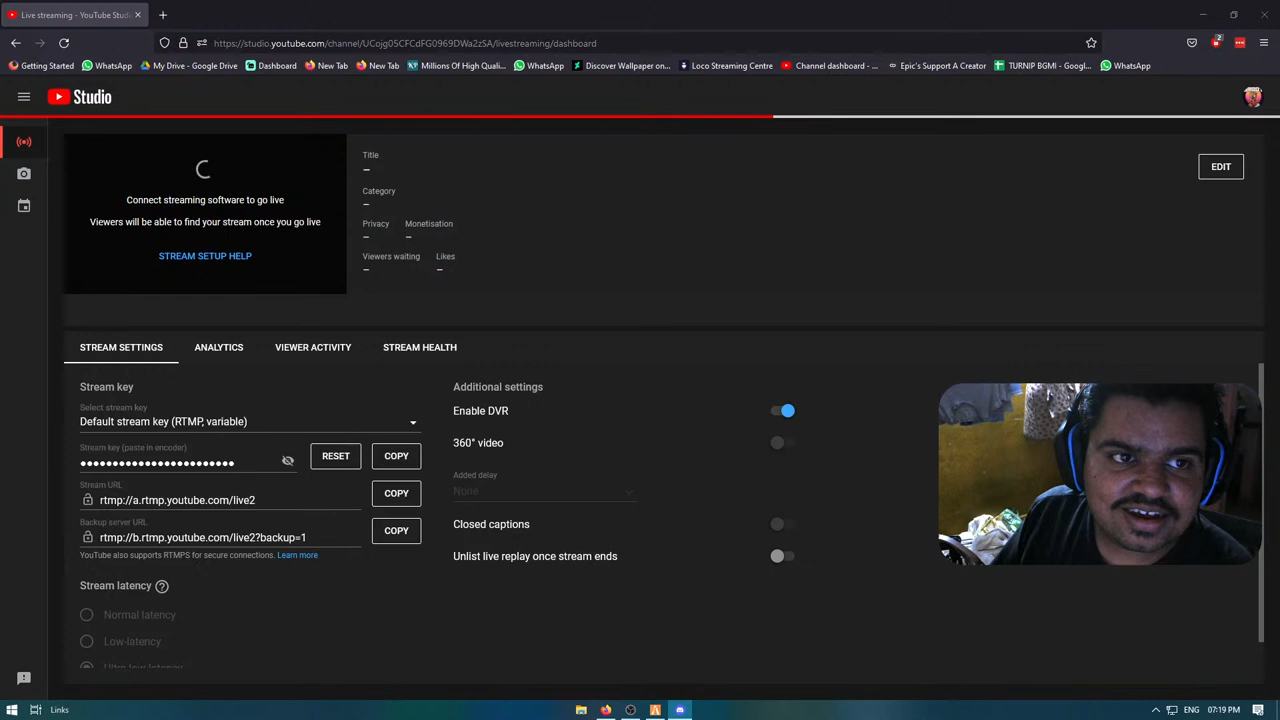 Live streaming - YouTube Studi
https://studio.youtube.com/channel/UCojg05CFCdFG0969DWa2zSA/livestreaming/dashboard
2
Getting Started WhatsApp My Drive - Google Drive Dashboard New Tab New Tab Millions Of High Quali... WhatsApp Discover Wallpaper on... Loco Streaming Centre Channel dashboard - ... Epic's Support A Creator TURNIP BGMI - Googl... WhatsApp
Studio
Connect streaming software to go live
Viewers will be able to find your stream once you go live
STREAM SETUP HELP
Title
–
Category
–
Privacy Monetisation
– –
Viewers waiting Likes
– –
EDIT
STREAM SETTINGS ANALYTICS VIEWER ACTIVITY STREAM HEALTH
Stream key
Select stream key
Default stream key (RTMP, variable)
Stream key (paste in encoder)
••••••••••••••••••••••••
RESET COPY
Stream URL
rtmp://a.rtmp.youtube.com/live2
COPY
Backup server URL
rtmp://b.rtmp.youtube.com/live2?backup=1
COPY
YouTube also supports RTMPS for secure connections. Learn more
Stream latency ?
Normal latency
Low-latency
Ultra low-latency
Additional settings
Enable DVR
360° video
Added delay
None
Closed captions
Unlist live replay once stream ends
Links
07:19 PM